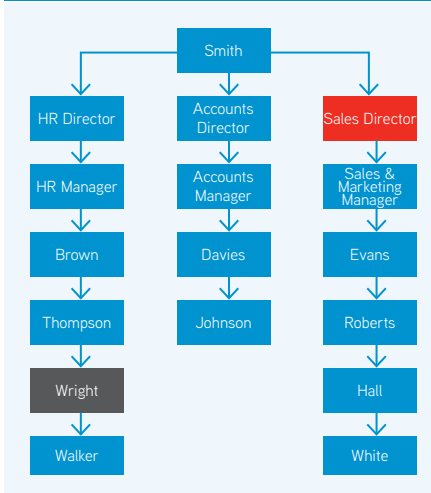 Smith
HR Director
Accounts
Director
Sales Director
HR Manager
Accounts
Manager
Sales &
Marketing
Manager
Brown
Davies
Evans
Thompson
Johnson
Roberts
Wright
Hall
Walker
White